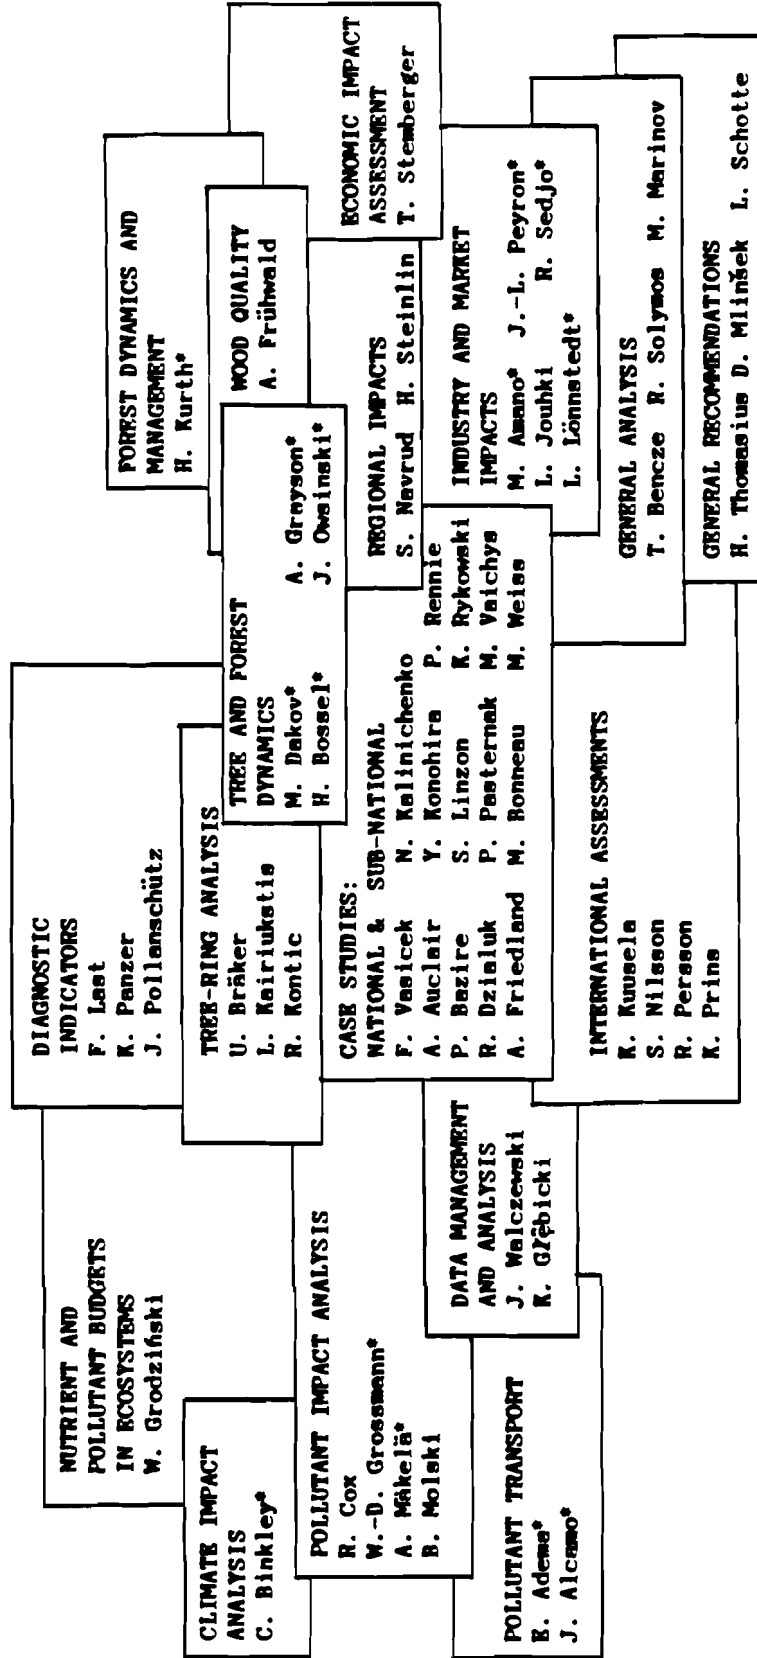 NUTRIENT AND
POLLUTANT BUDGETS
IN ECOSYSTEMS
W. Grodziński
DIAGNOSTIC
INDICATORS
F. Last
K. Panzer
J. Pollanschütz
FOREST DYNAMICS AND
MANAGEMENT
H. Kurth*
CLIMATE IMPACT
ANALYSIS
C. Binkley*
TREE-RING ANALYSIS
U. Bräker
L. Kairiukstis
R. Kontic
TREE AND FOREST
DYNAMICS
M. Dakov* A. Grayson*
H. Bossel* J. Owsinski*
WOOD QUALITY
A. Frühwald
ECONOMIC IMPACT
ASSESSMENT
T. Stemberger
POLLUTANT IMPACT ANALYSIS
R. Cox
W.-D. Grossmann*
A. Mäkelä*
B. Molski
CASE STUDIES:
NATIONAL & SUB-NATIONAL
F. Vasicek N. Kalinichenko
A. Auclair Y. Konohira P. Rennie
P. Bazire S. Linzon K. Rykowski
R. Dzialuk P. Pasternak M. Vaichys
A. Friedland M. Bonneau M. Weiss
REGIONAL IMPACTS
S. Navrud H. Steinlin
INDUSTRY AND MARKET
IMPACTS
M. Amano* J.-L. Peyron*
L. Jouhki R. Sedjo*
L. Lönnstedt*
DATA MANAGEMENT
AND ANALYSIS
J. Walczewski
K. Głębicki
POLLUTANT TRANSPORT
E. Adema*
J. Alcamo*
INTERNATIONAL ASSESSMENTS
K. Kuusela
S. Nilsson
R. Persson
K. Prins
GENERAL ANALYSIS
T. Bencze R. Solymos M. Marinov
GENERAL RECOMMENDATIONS
H. Thomasius D. Mlinšek L. Schotte